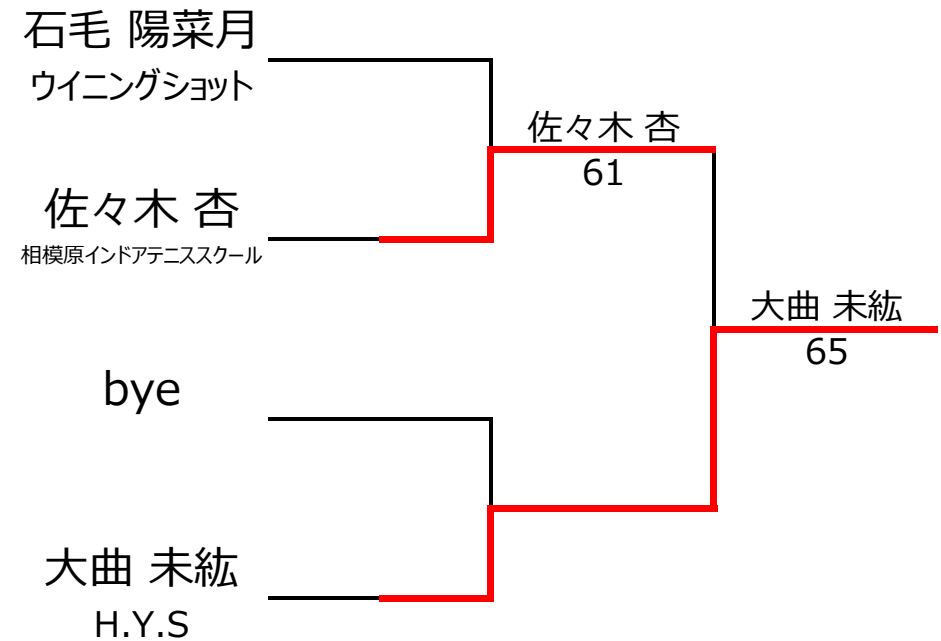 石毛 陽菜月
ウイニングショット
佐々木 杏
61
佐々木 杏
相模原インドアテニススクール
大曲 未紘
65
bye
大曲 未紘
H.Y.S